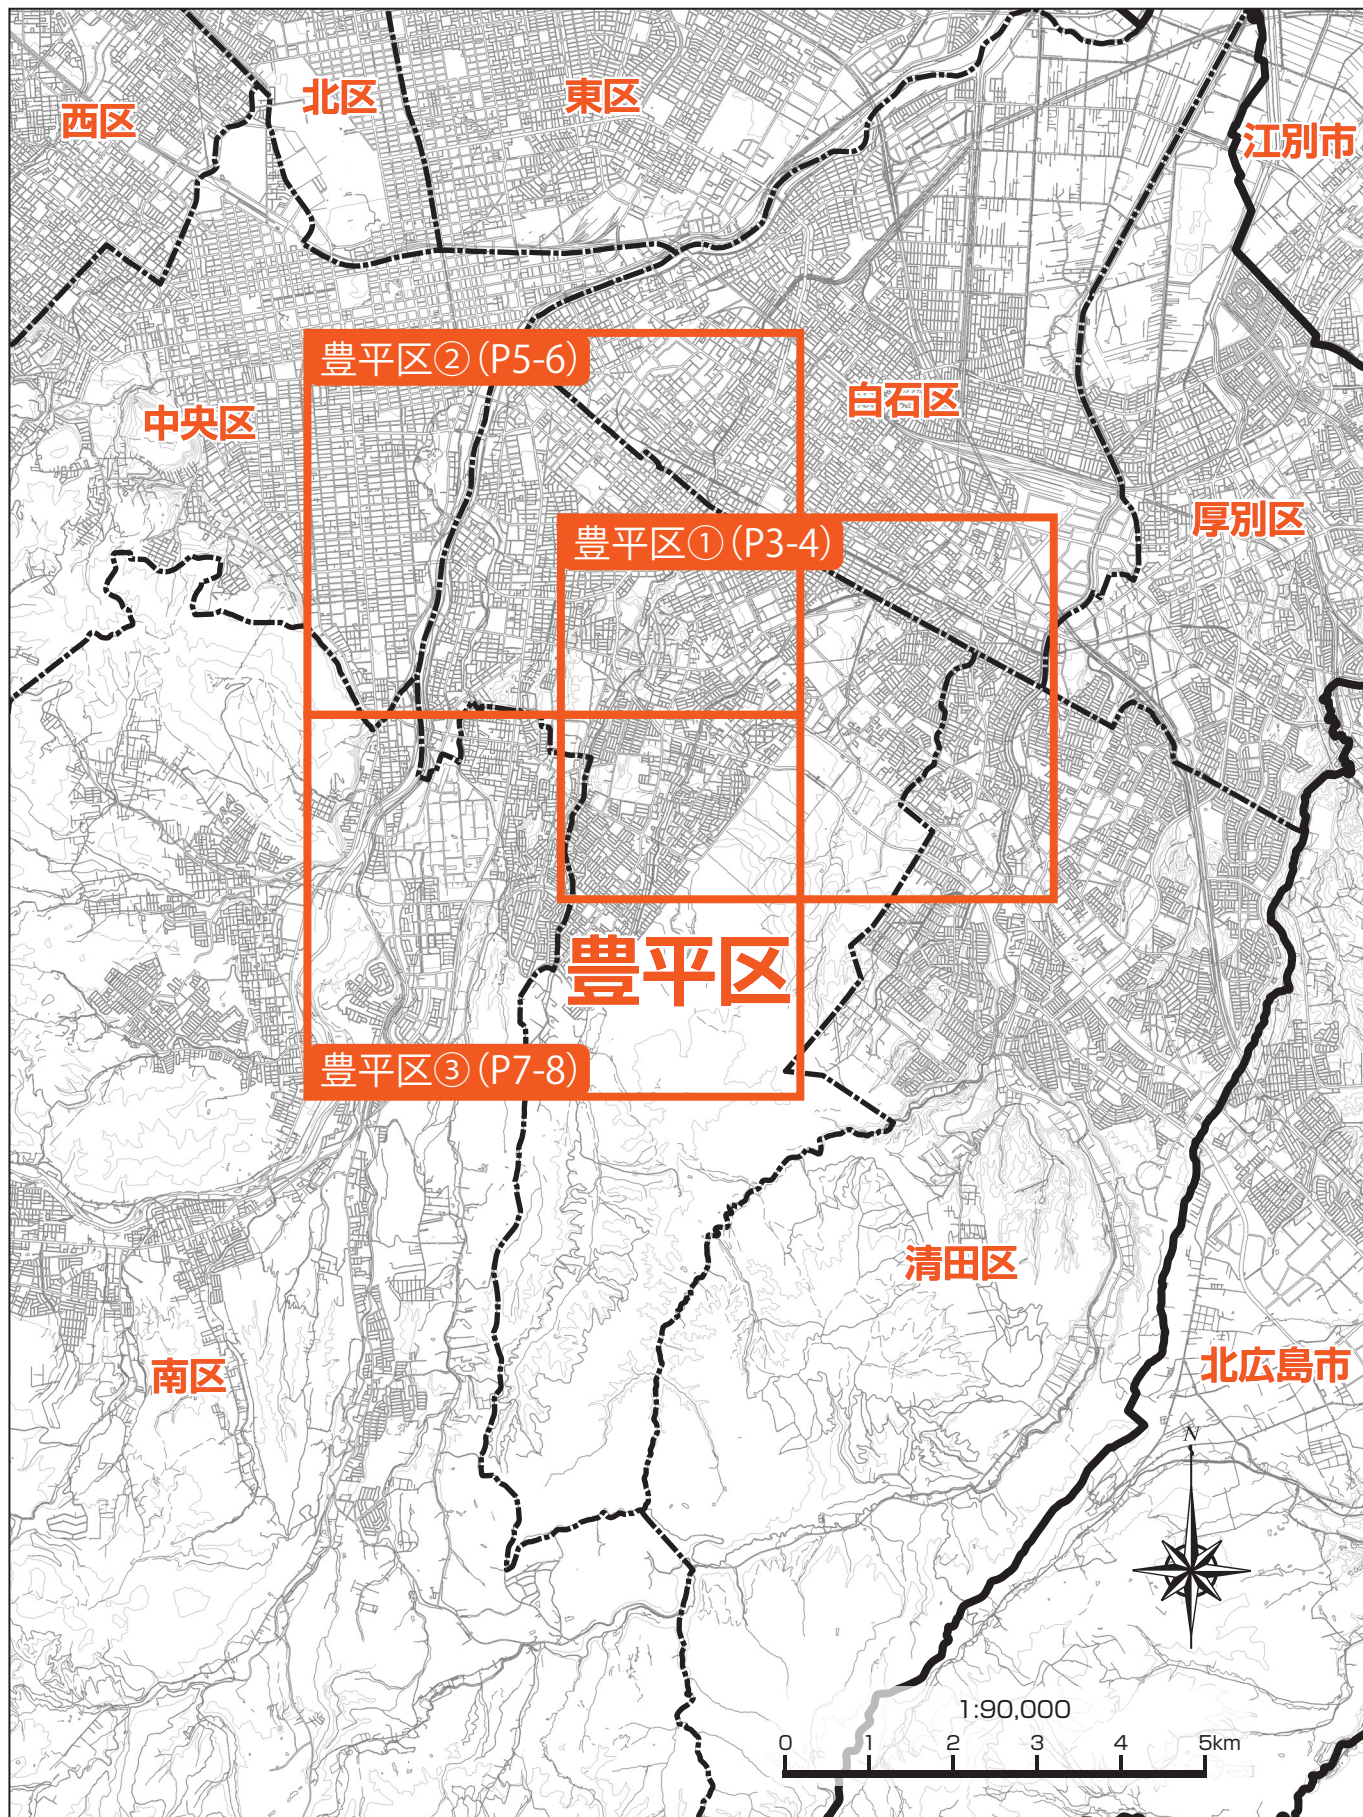 北区
東区
西区
江別市
豊平区②(P5-6)
白石区
中央区
厚別区
豊平区①(P3-4)
豊平区
豊平区③(P7-8)
清田区
北広島市
南区
N
1:90,000
0 1 2 3 4 5km